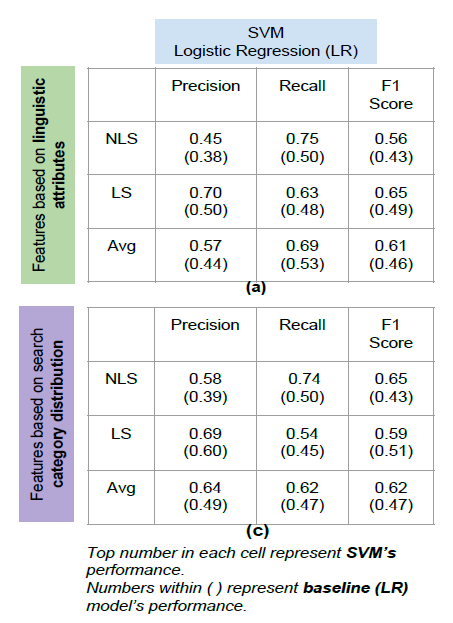 SVM
Logistic Regression (LR)
Features based on linguistic
attributes
Precision Recall F1
Score
NLS 0.45 0.75 0.56
(0.38) (0.50) (0.43)
LS 0.70 0.63 0.65
(0.50) (0.48) (0.49)
Avg 0.57 0.69 0.61
(0.44) (0.53) (0.46)
(a)
Features based on search
category distribution
Precision Recall F1
Score
NLS 0.58 0.74 0.65
(0.39) (0.50) (0.43)
LS 0.69 0.54 0.59
(0.60) (0.45) (0.51)
Avg 0.64 0.62 0.62
(0.49) (0.47) (0.47)
(c)
Top number in each cell represent SVM's
performance.
Numbers within ( ) represent baseline (LR)
model's performance.